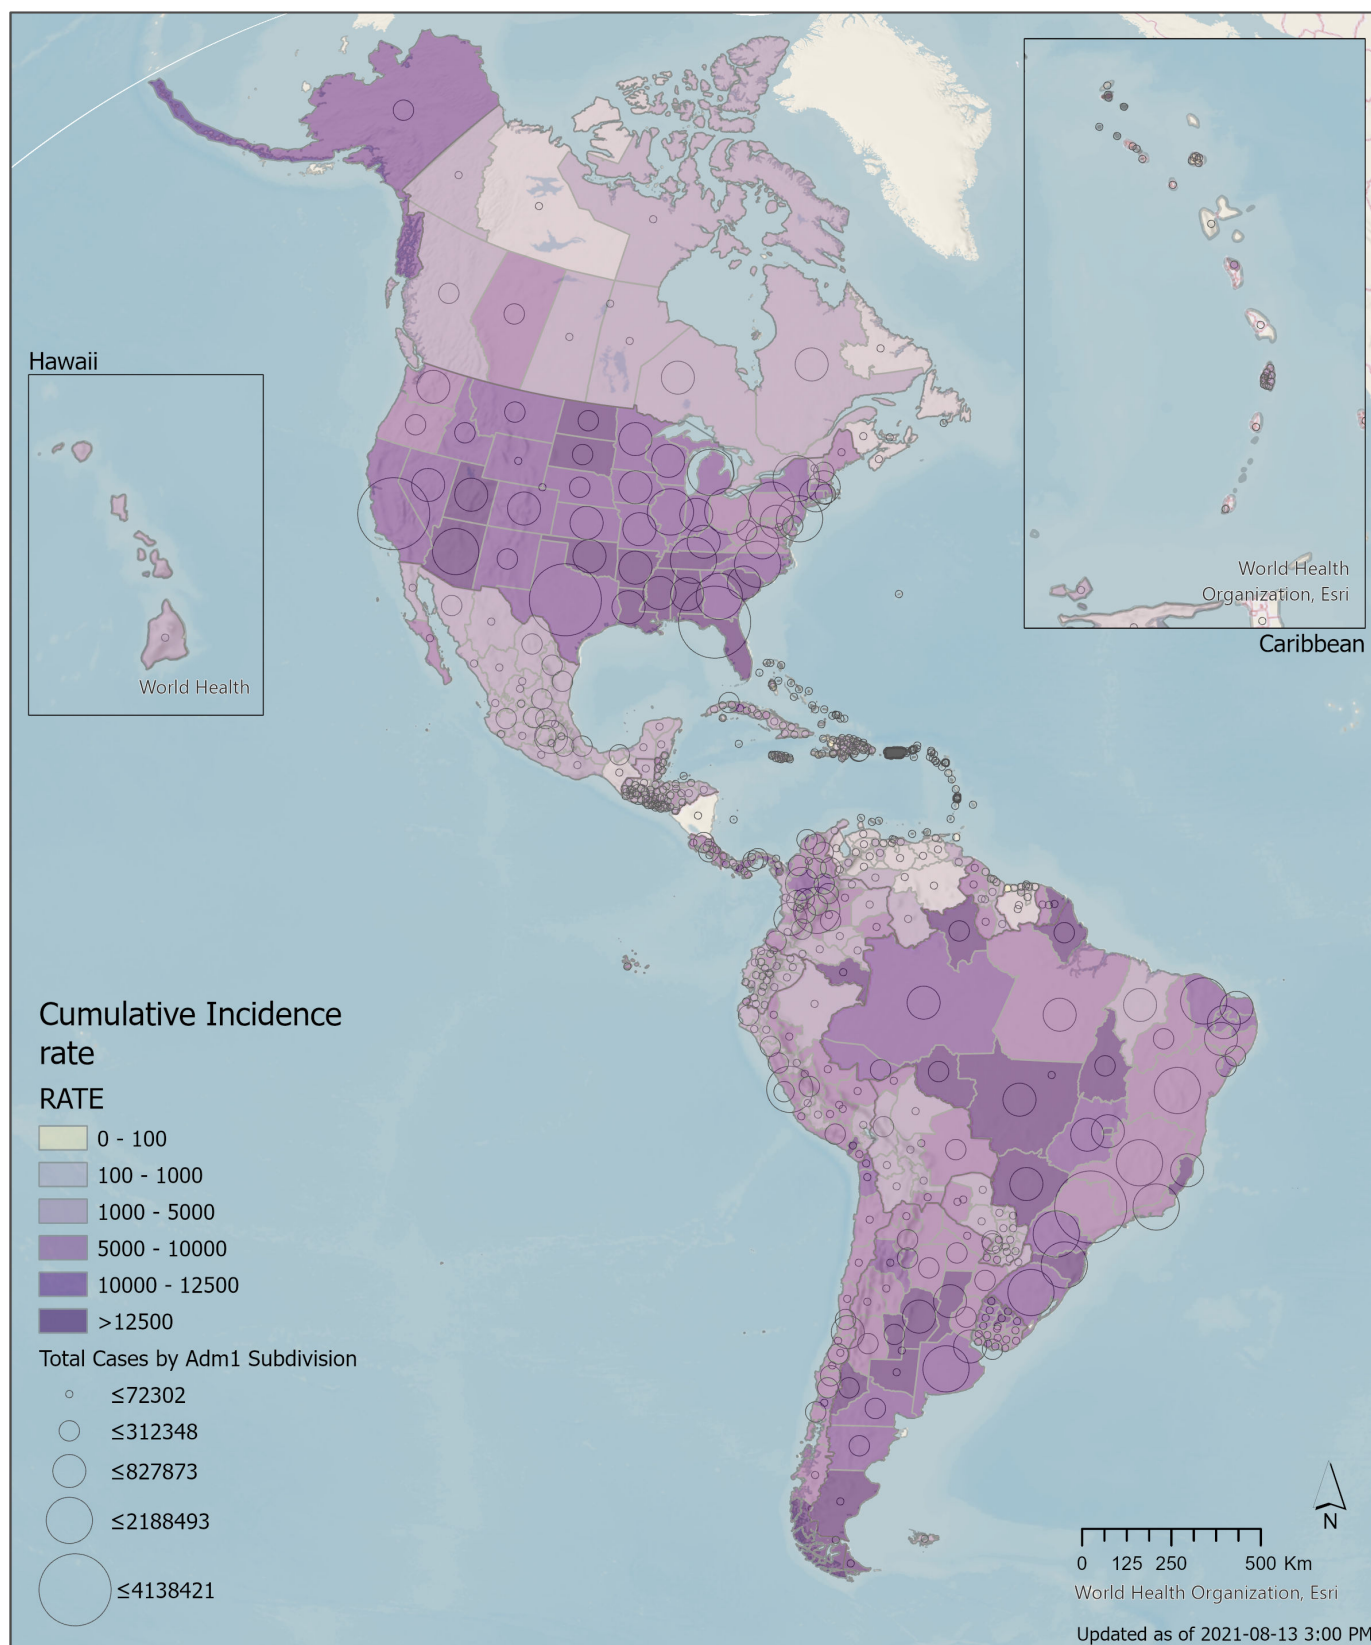 Hawaii
World Health
World Health
Organization, Esri
Caribbean
Cumulative Incidence
rate
RATE
0 - 100
100 - 1000
1000 - 5000
5000 - 10000
10000 - 12500
>12500
Total Cases by Adm1 Subdivision
≤72302
≤312348
≤827873
≤2188493
≤4138421
N
0 125 250 500 Km
World Health Organization, Esri
Updated as of 2021-08-13 3:00 PM